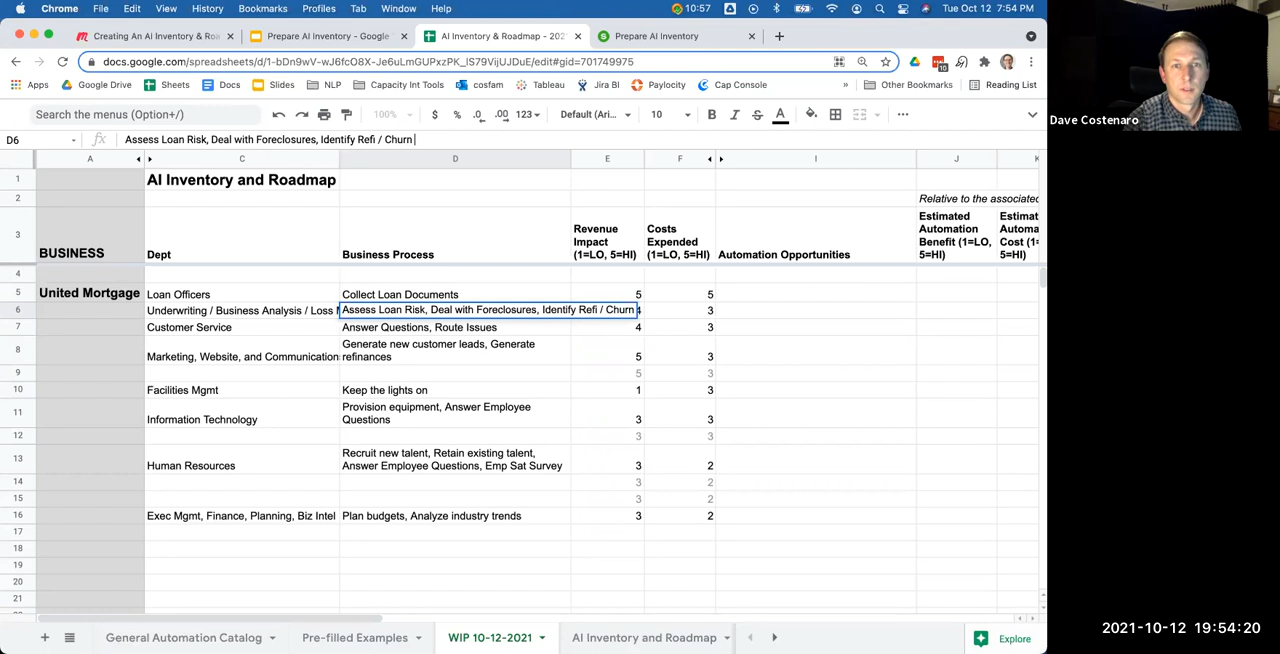 Chrome File Edit View History Bookmarks Profiles Tab Window Help 10:57 Tue Oct 12 7:54 PM
Creating An AI Inventory & Roa Prepare AI Inventory - Google AI Inventory & Roadmap - 202 Prepare AI Inventory
docs.google.com/spreadsheets/d/1-bDn9wV-wJ6fcO8X-Je6uLmGUPxzPK_lS79VijUJDuE/edit#gid=701749975
10
Apps Google Drive Sheets Docs Slides NLP Capacity Int Tools cosfam Tableau Jira BI Paylocity Cap Console Other Bookmarks Reading List
Search the menus (Option+/) 100% $ % .0 .00 123 Default (Ari... 10 B I S A
D6 fx Assess Loan Risk, Deal with Foreclosures, Identify Refi / Churn
A C D E F I J K
1 AI Inventory and Roadmap
2 Relative to the associated
3 BUSINESS Dept Business Process Revenue Impact (1=LO, 5=HI) Costs Expended (1=LO, 5=HI) Automation Opportunities Estimated Automation Benefit (1=LO, 5=HI) Estimat Automa Cost (1= 5=HI)
4
5 United Mortgage Loan Officers Collect Loan Documents 5 5
6 Underwriting / Business Analysis / Loss Assess Loan Risk, Deal with Foreclosures, Identify Refi / Churn 4 3
7 Customer Service Answer Questions, Route Issues 4 3
8 Marketing, Website, and Communication Generate new customer leads, Generate refinances 5 3
9 5 3
10 Facilities Mgmt Keep the lights on 1 3
11 Information Technology Provision equipment, Answer Employee Questions 3 3
12 3 3
13 Human Resources Recruit new talent, Retain existing talent, Answer Employee Questions, Emp Sat Survey 3 2
14 3 2
15 3 2
16 Exec Mgmt, Finance, Planning, Biz Intel Plan budgets, Analyze industry trends 3 2
17
18
19
20
21
General Automation Catalog Pre-filled Examples WIP 10-12-2021 AI Inventory and Roadmap Explore
Dave Costenaro
2021-10-12 19:54:20